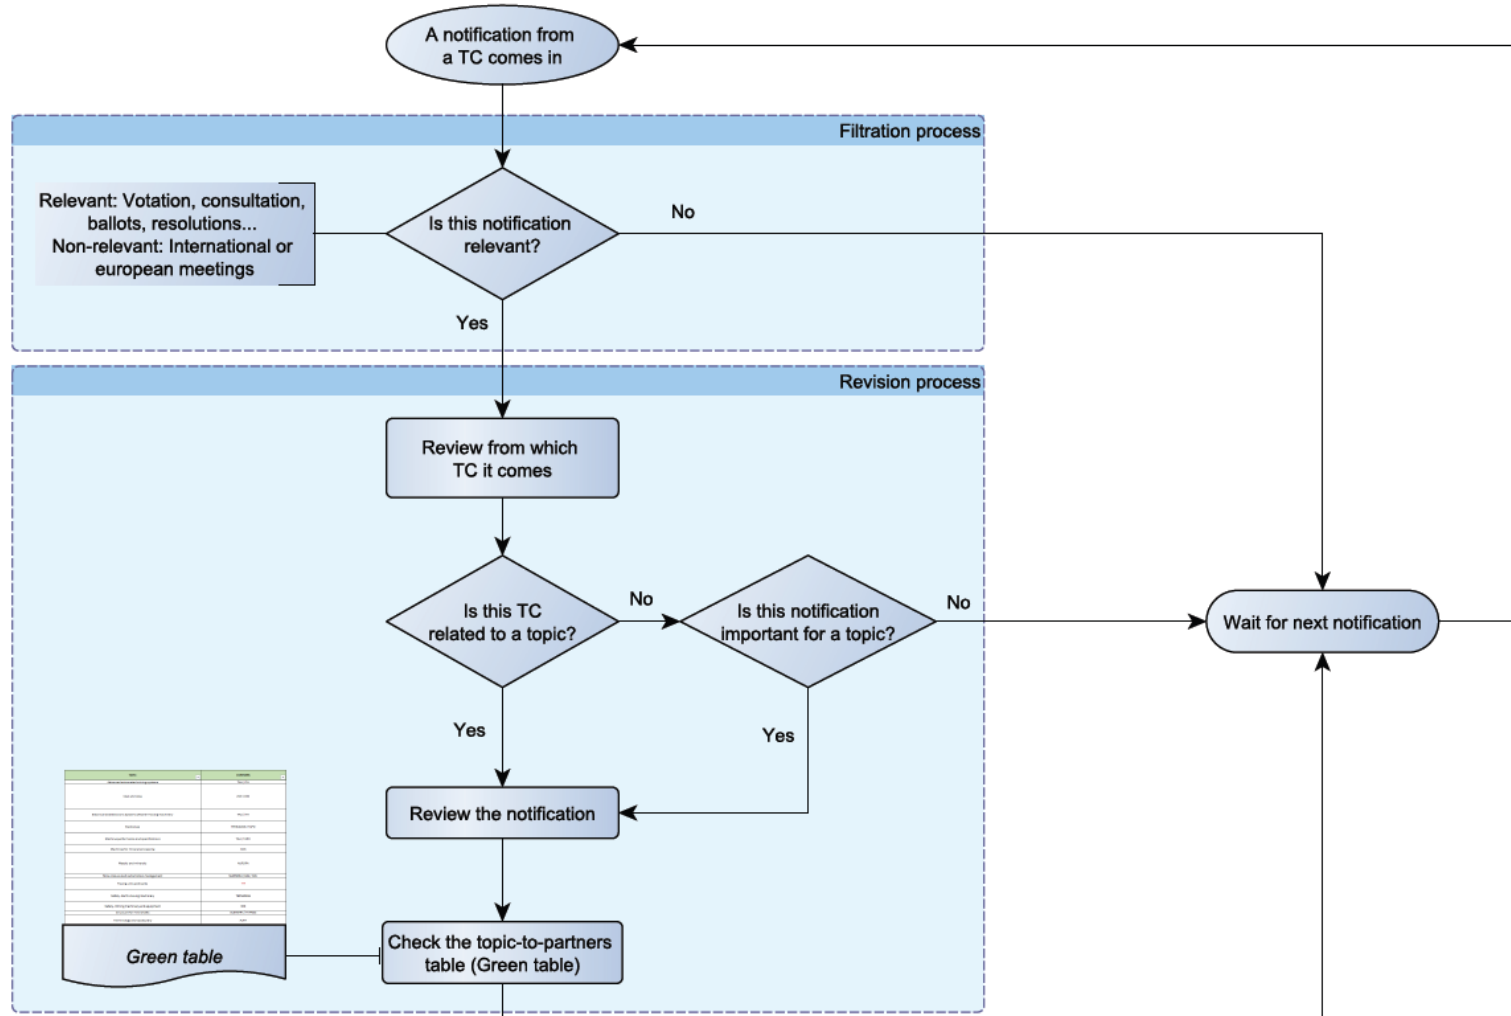 A notification from
a TC comes in
Filtration process
Relevant: Votation, consultation,
ballots, resolutions...
Non-relevant: International or
european meetings
Is this notification
relevant?
No
Yes
Revision process
Review from which
TC it comes
Is this TC
related to a topic?
No
Is this notification
important for a topic?
No
Wait for next notification
Yes
Yes
Review the notification
Green table
Check the topic-to-partners
table (Green table)